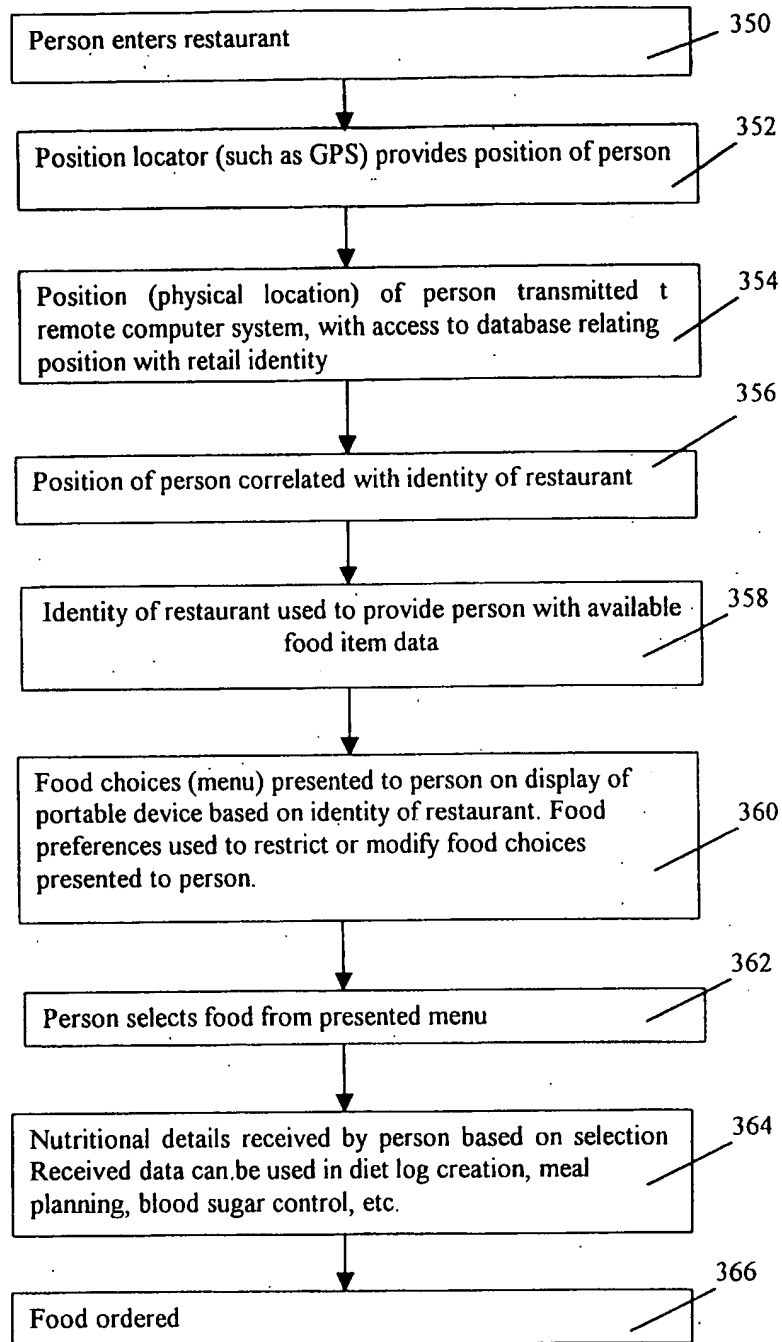 Person enters restaurant
350
Position locator (such as GPS) provides position of person
352
Position (physical location) of person transmitted t
remote computer system, with access to database relating
position with retail identity
354
Position of person correlated with identity of restaurant
356
Identity of restaurant used to provide person with available
food item data
358
Food choices (menu) presented to person on display of
portable device based on identity of restaurant. Food
preferences used to restrict or modify food choices
presented to person.
360
Person selects food from presented menu
362
Nutritional details received by person based on selection
Received data can be used in diet log creation, meal
planning, blood sugar control, etc.
364
Food ordered
366